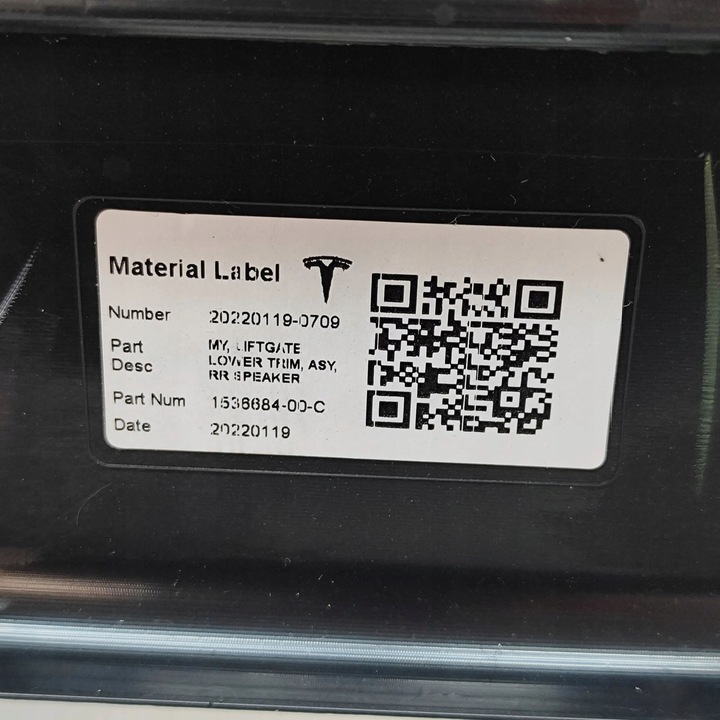 Material Label
Number 20220119-0709
Part Desc MY, LIFTGATE
LOWER TRIM, ASY,
RR SPEAKER
Part Num 1536684-00-C
Date 20220119